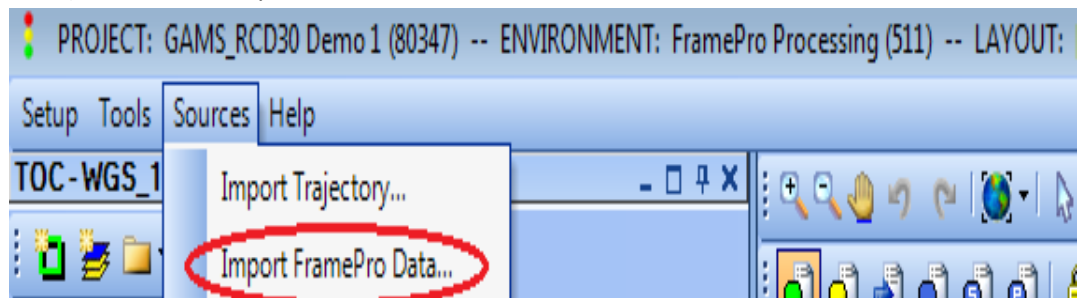 PROJECT: GAMS_RCD30 Demo 1 (80347) -- ENVIRONMENT: FramePro Processing (511) -- LAYOUT:
Setup Tools Sources Help
TOC-WGS_1
Import Trajectory...
Import FramePro Data...